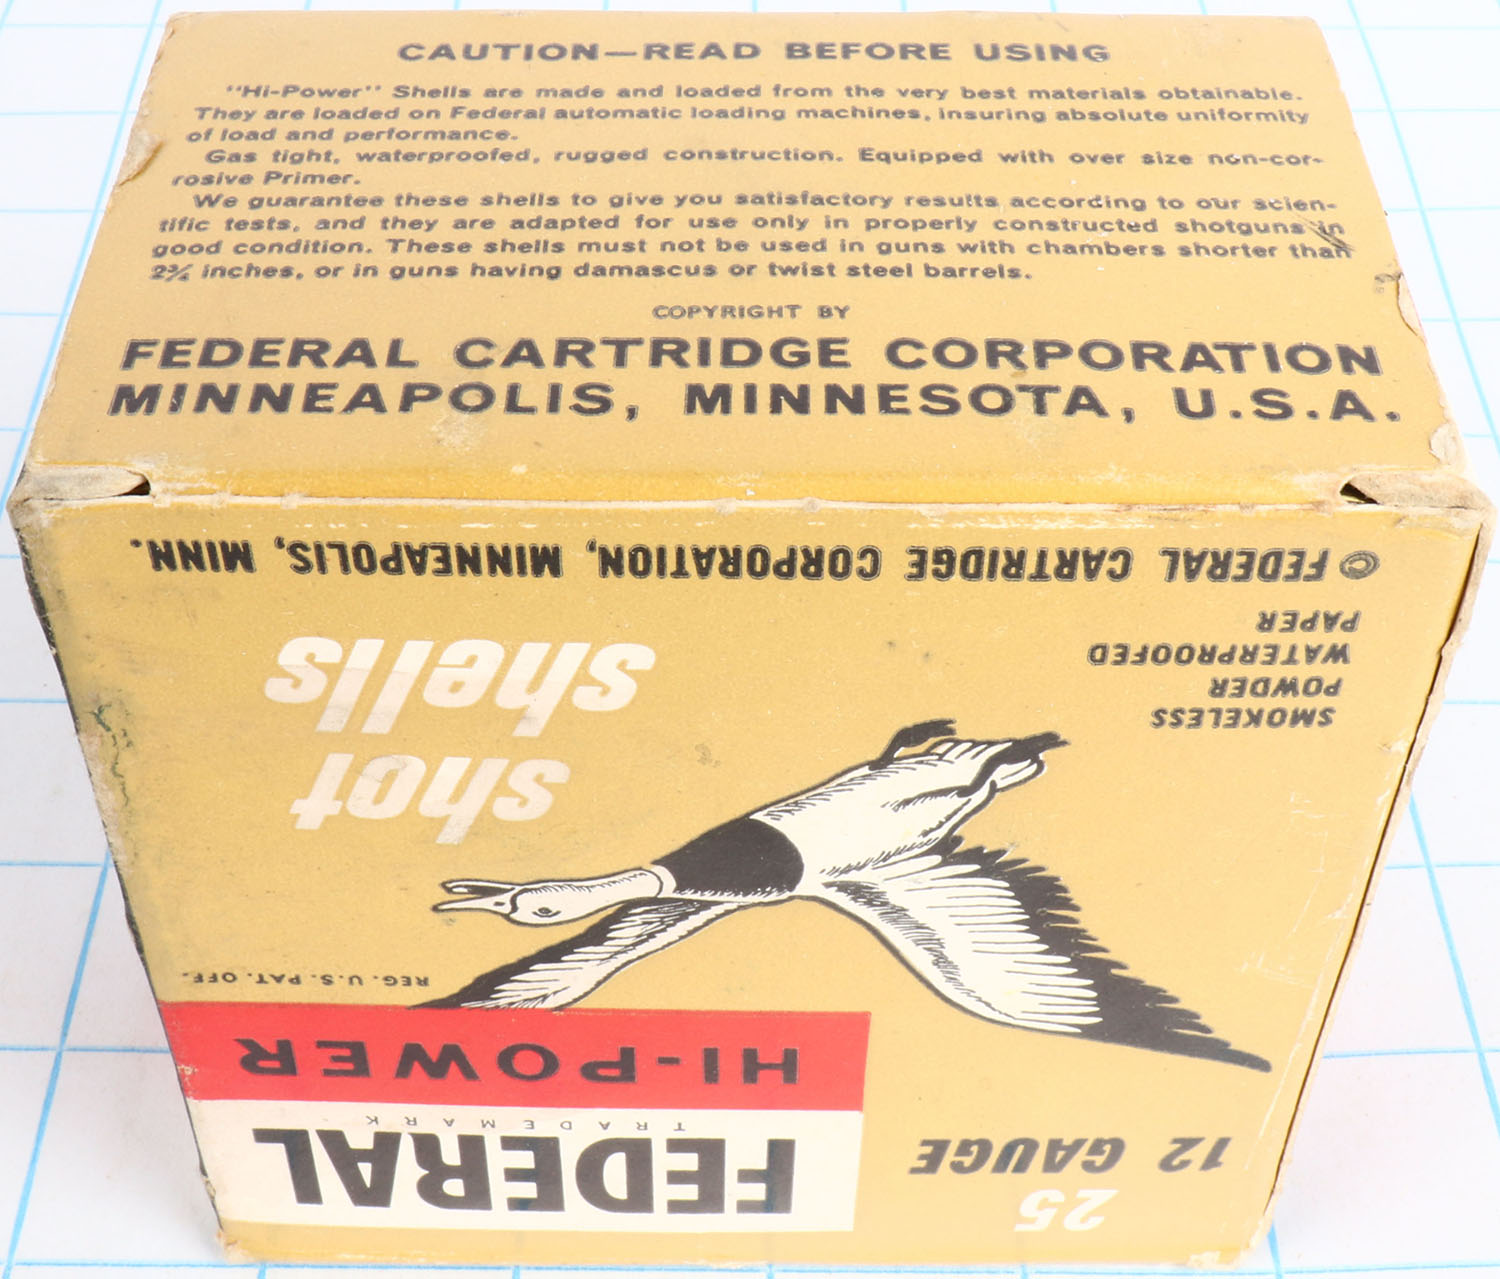 CAUTION—READ BEFORE USING
"Hi-Power" Shells are made and loaded from the very best materials obtainable.
They are loaded on Federal automatic loading machines, insuring absolute uniformity
of load and performance.
Gas tight, waterproofed, rugged construction. Equipped with over size non-cor-
rosive Primer.
We guarantee these shells to give you satisfactory results according to our scien-
tific tests, and they are adapted for use only in properly constructed shotguns in
good condition. These shells must not be used in guns with chambers shorter than
2¾ inches, or in guns having damascus or twist steel barrels.
COPYRIGHT BY
FEDERAL CARTRIDGE CORPORATION
MINNEAPOLIS, MINNESOTA, U.S.A.
25
12 GAUGE
FEDERAL
TRADEMARK
HI-POWER
REG. U.S. PAT. OFF.
shot
shells
SMOKELESS
POWDER
WATERPROOFED
PAPER
© FEDERAL CARTRIDGE CORPORATION, MINNEAPOLIS, MINN.